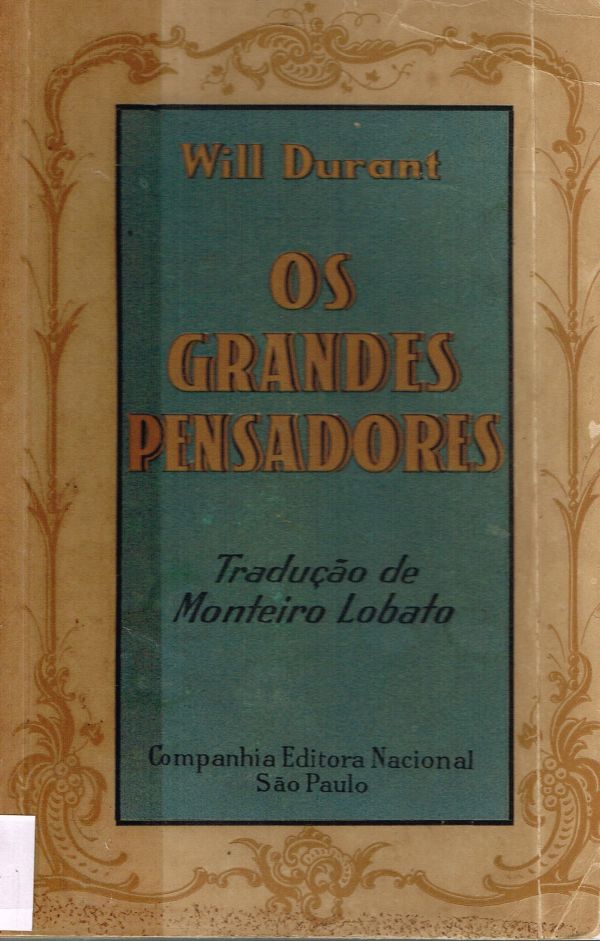 Will Durant
OS
GRANDES
PENSADORES
Tradução de
Monteiro Lobato
Companhia Editora Nacional
São Paulo